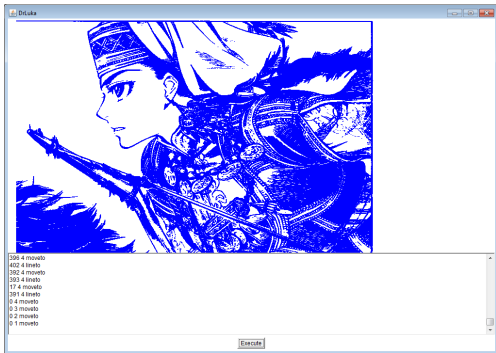 DrLuka
396 4 moveto
402 4 lineto
392 4 moveto
393 4 lineto
17 4 moveto
391 4 lineto
0 4 moveto
0 3 moveto
0 2 moveto
0 1 moveto
Execute